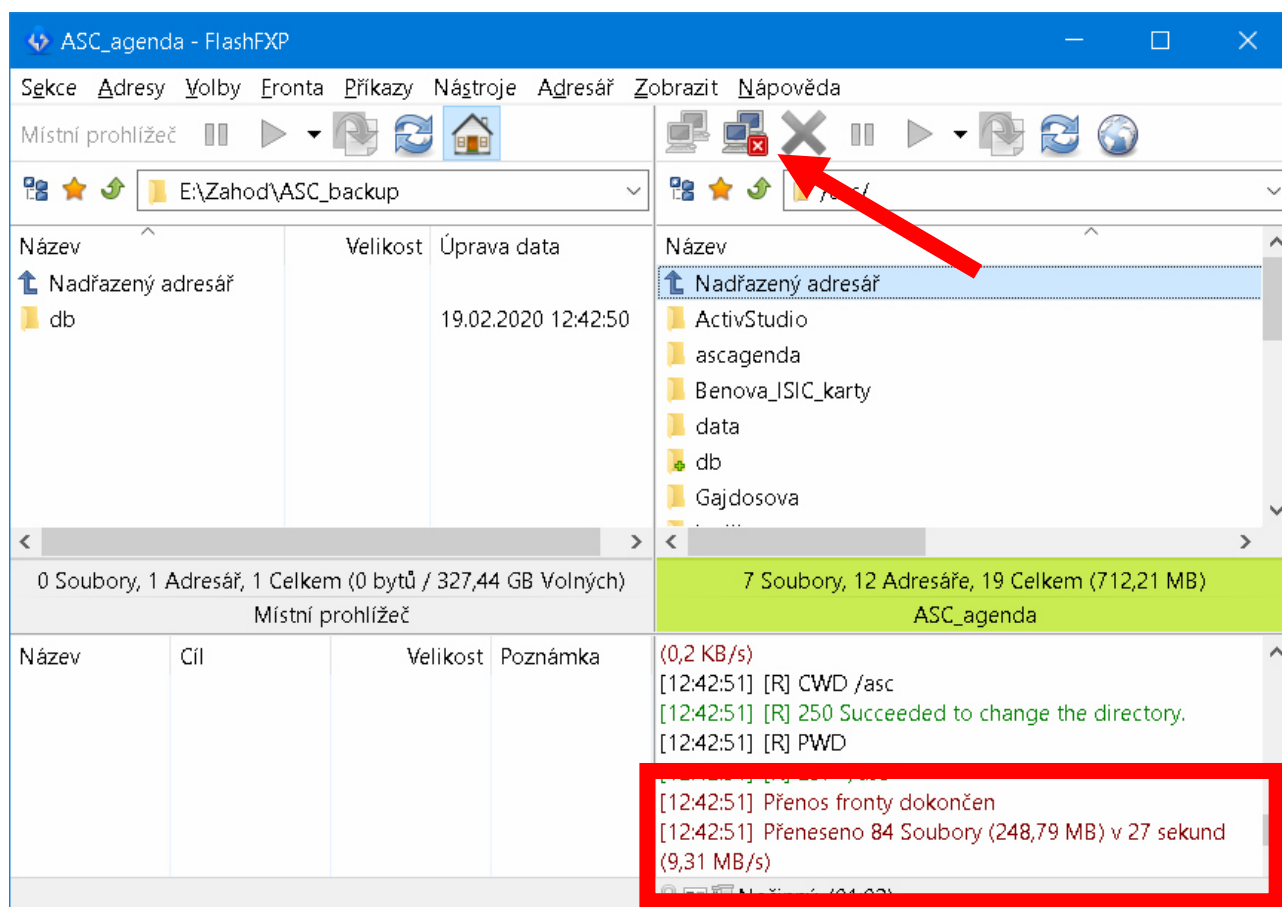 ASC_agenda - FlashFXP
Sekce Adresy Volby Fronta Příkazy Nástroje Adresář Zobrazit Nápověda
Místní prohlížeč
E:\Zahod\ASC_backup
Název Velikost Úprava data
Nadřazený adresář
db 19.02.2020 12:42:50
0 Soubory, 1 Adresář, 1 Celkem (0 bytů / 327,44 GB Volných)
Místní prohlížeč
Název
Nadřazený adresář
ActivStudio
ascagenda
Benova_ISIC_karty
data
db
Gajdosova
7 Soubory, 12 Adresáře, 19 Celkem (712,21 MB)
ASC_agenda
Název Cíl Velikost Poznámka
(0,2 KB/s)
[12:42:51] [R] CWD /asc
[12:42:51] [R] 250 Succeeded to change the directory.
[12:42:51] [R] PWD
[12:42:51] Přenos fronty dokončen
[12:42:51] Přeneseno 84 Soubory (248,79 MB) v 27 sekund
(9,31 MB/s)